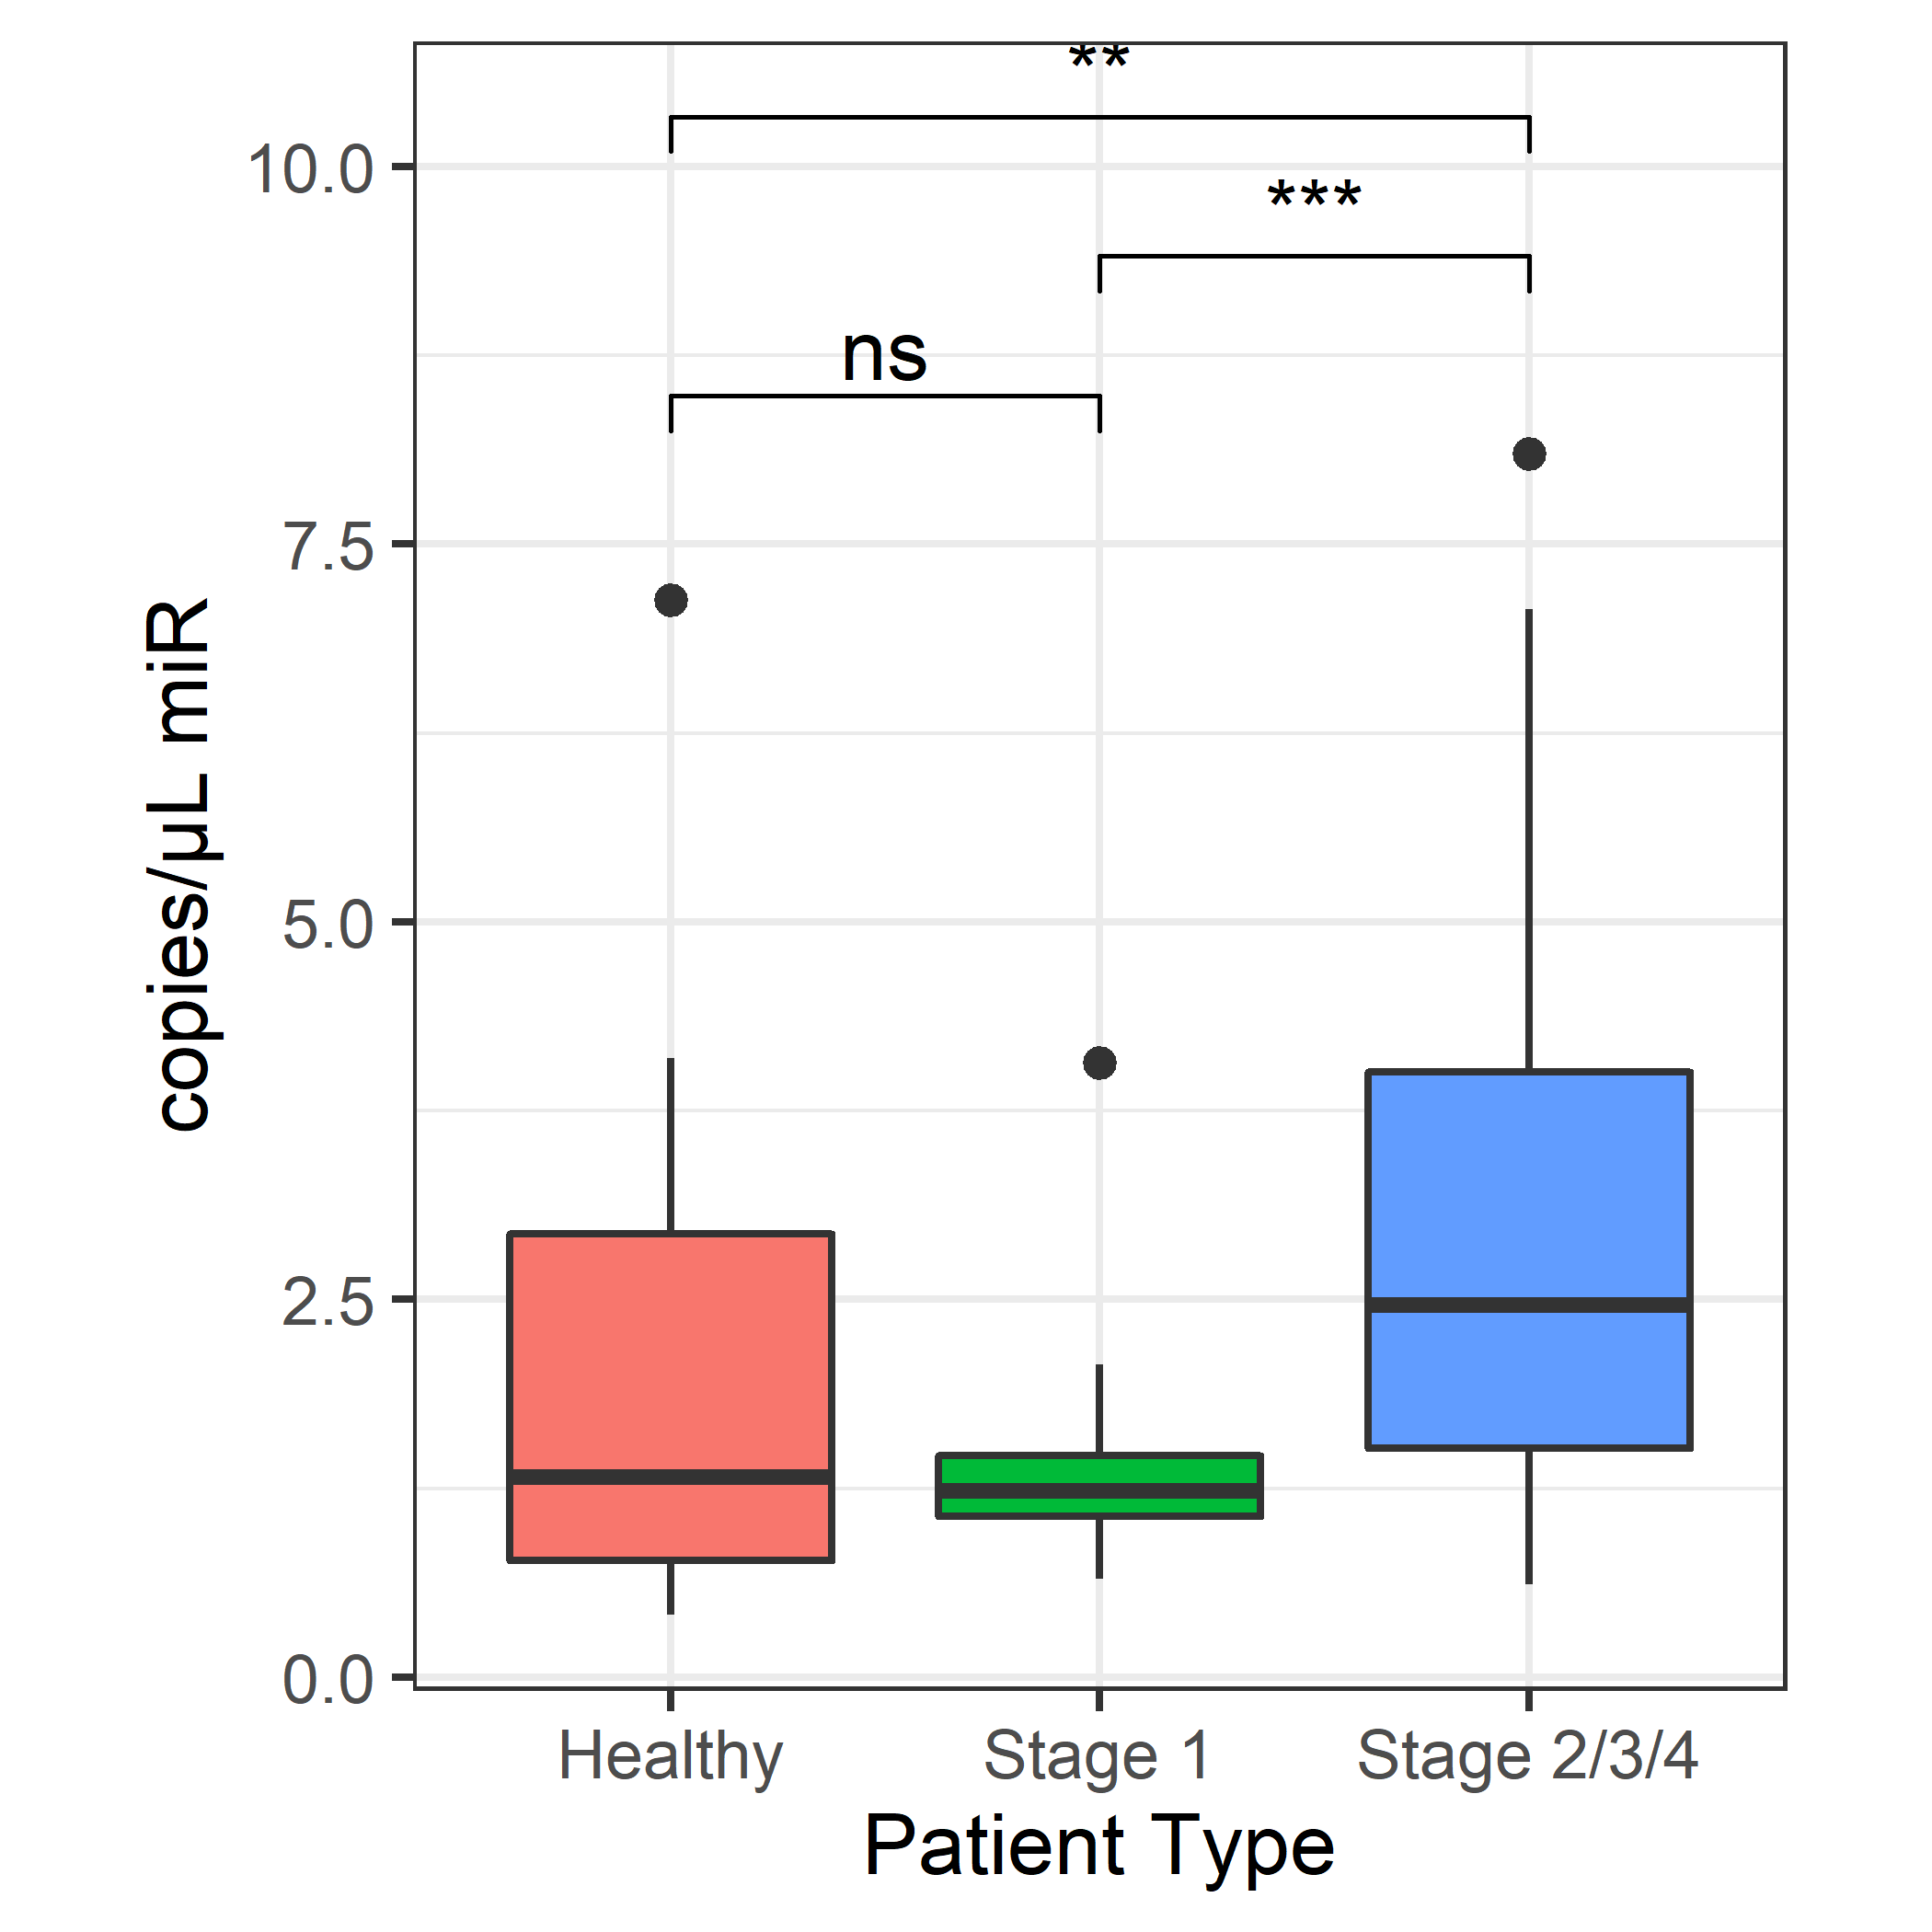 **
10.0
***
ns
7.5
5.0
2.5
0.0
copies/µL miR
Healthy Stage 1 Stage 2/3/4
Patient Type